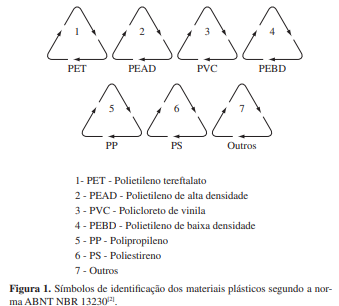 1 2 3 4
PET PEAD PVC PEBD
5 6 7
PP PS Outros
1- PET - Polietileno tereftalato
2 - PEAD - Polietileno de alta densidade
3 - PVC - Policloreto de vinila
4 - PEBD - Polietileno de baixa densidade
5 - PP - Polipropileno
6 - PS - Poliestireno
7 - Outros
Figura 1. Símbolos de identificação dos materiais plásticos segundo a nor-
ma ABNT NBR 13230[2].